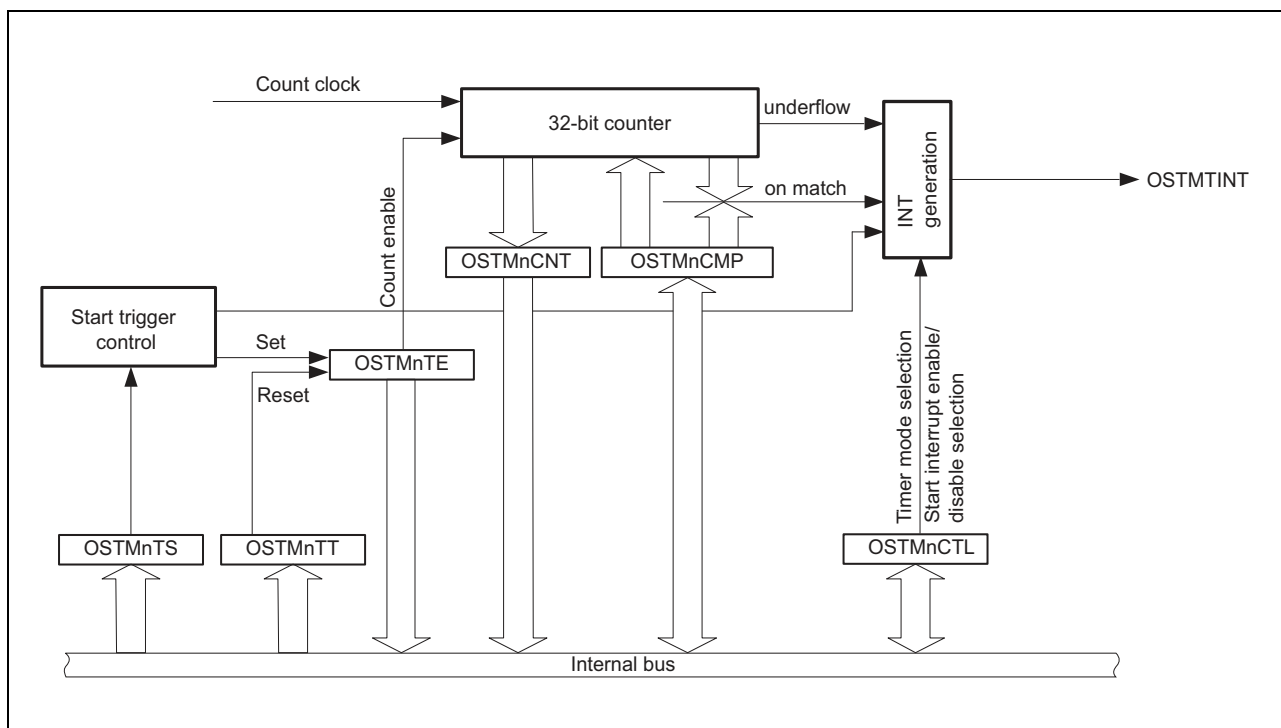 Count clock
32-bit counter
underflow
on match
INT
generation
OSTMTINT
Count enable
OSTMnCNT
OSTMnCMP
Start trigger
control
Set
OSTMnTE
Reset
Timer mode selection
Start interrupt enable/
disable selection
OSTMnTS
OSTMnTT
OSTMnCTL
Internal bus